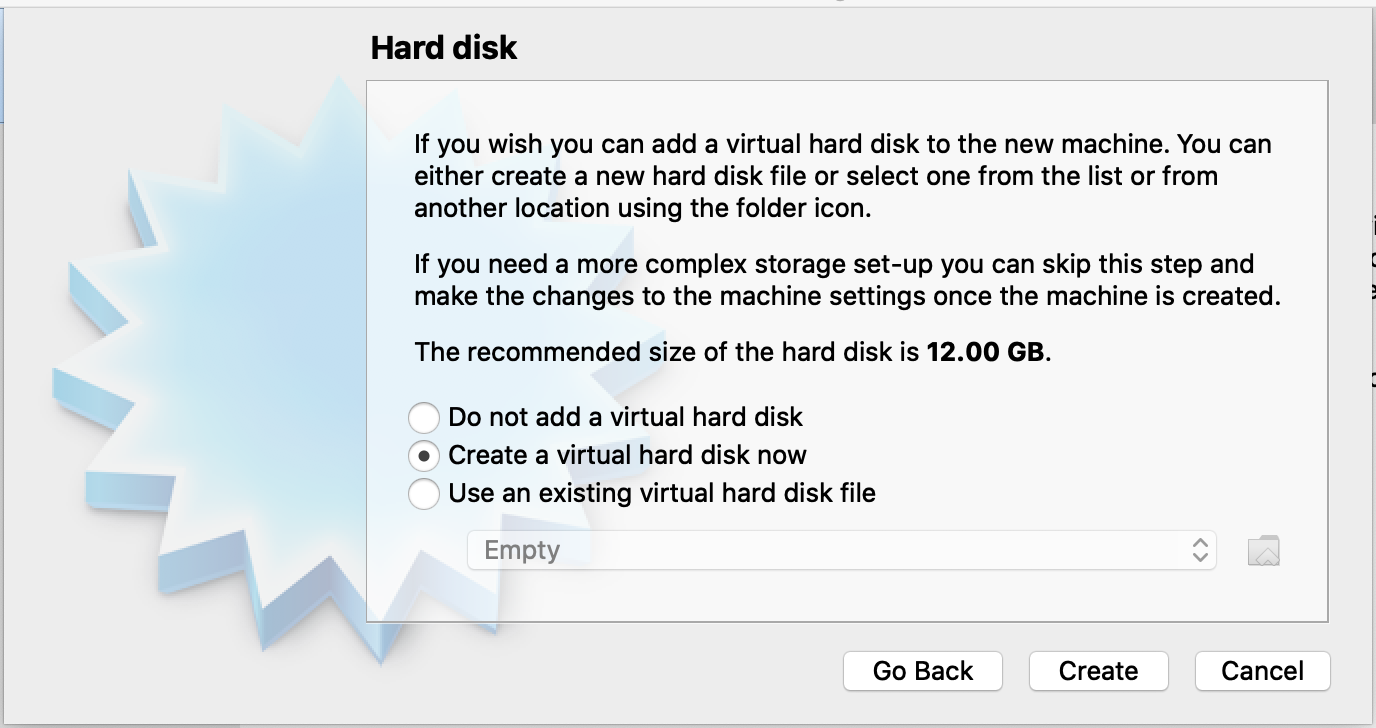 Hard disk
If you wish you can add a virtual hard disk to the new machine. You can
either create a new hard disk file or select one from the list or from
another location using the folder icon.
If you need a more complex storage set-up you can skip this step and
make the changes to the machine settings once the machine is created.
The recommended size of the hard disk is 12.00 GB.
Do not add a virtual hard disk
Create a virtual hard disk now
Use an existing virtual hard disk file
Empty
Go Back
Create
Cancel